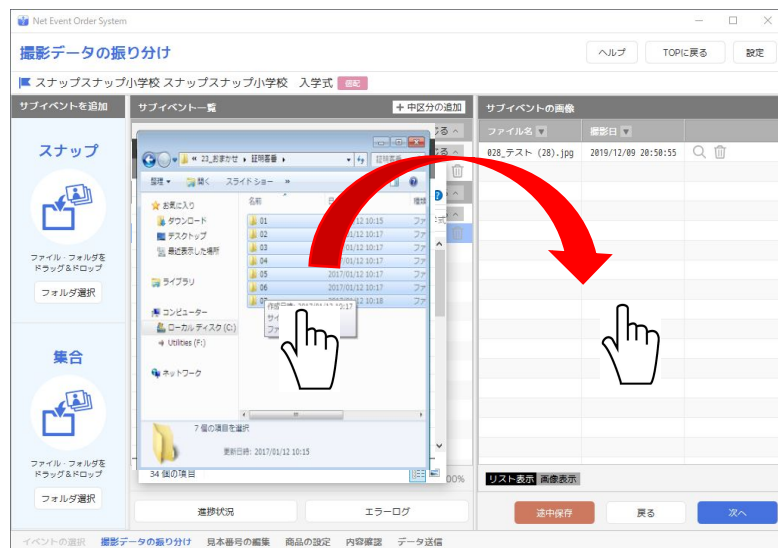 Net Event Order System
撮影データの振り分け
ヘルプ
TOPに戻る
設定
スナップスナップ小学校 スナップスナップ小学校 入学式
サブイベントを追加
サブイベント一覧
+ 中区分の追加
サブイベントの画像
ファイル名 ▼
撮影日 ▼
028_テスト (28).jpg
2019/12/09 20:50:55
スナップ
ファイル・フォルダを
ドラッグ&ドロップ
フォルダ選択
集合
ファイル・フォルダを
ドラッグ&ドロップ
フォルダ選択
« 23_おまかせ ▸ 証明書番 ▸
整理 ▼
開く
スライド ショー
»
お気に入り
ダウンロード
デスクトップ
最近表示した場所
ライブラリ
コンピューター
ローカル ディスク (C:)
Utilities (F:)
ネットワーク
名前
種類
01
2017/01/12 10:15
ファ
02
2017/01/12 10:17
ファ
03
04
05
2017/01/12 10:17
ファ
06
2017/01/12 10:17
ファ
2017/01/12 10:18
ファ
7 個の項目を選択
更新日時: 2017/01/12 10:15
34 個の項目
00%
リスト表示
画像表示
進捗状況
エラーログ
途中保存
戻る
次へ
イベントの選択
撮影データの振り分け
見本番号の編集
商品の設定
内容確認
データ送信